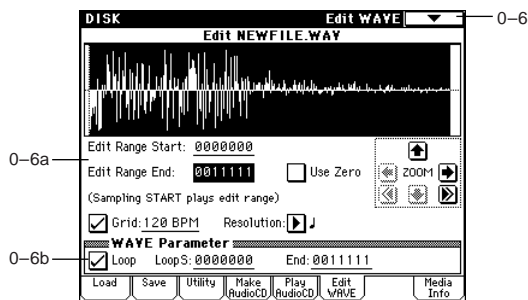 DISK Edit WAVE 0–6
Edit NEWFILE.WAV
Edit Range Start: 0000000
0–6a
Edit Range End: 0011111 Use Zero ZOOM
(Sampling START plays edit range)
Grid: 120 BPM Resolution: ♩
WAVE Parameter
0–6b Loop LoopS: 0000000 End: 0011111
Load Save Utility Make AudioCD Play AudioCD Edit WAVE Media Info